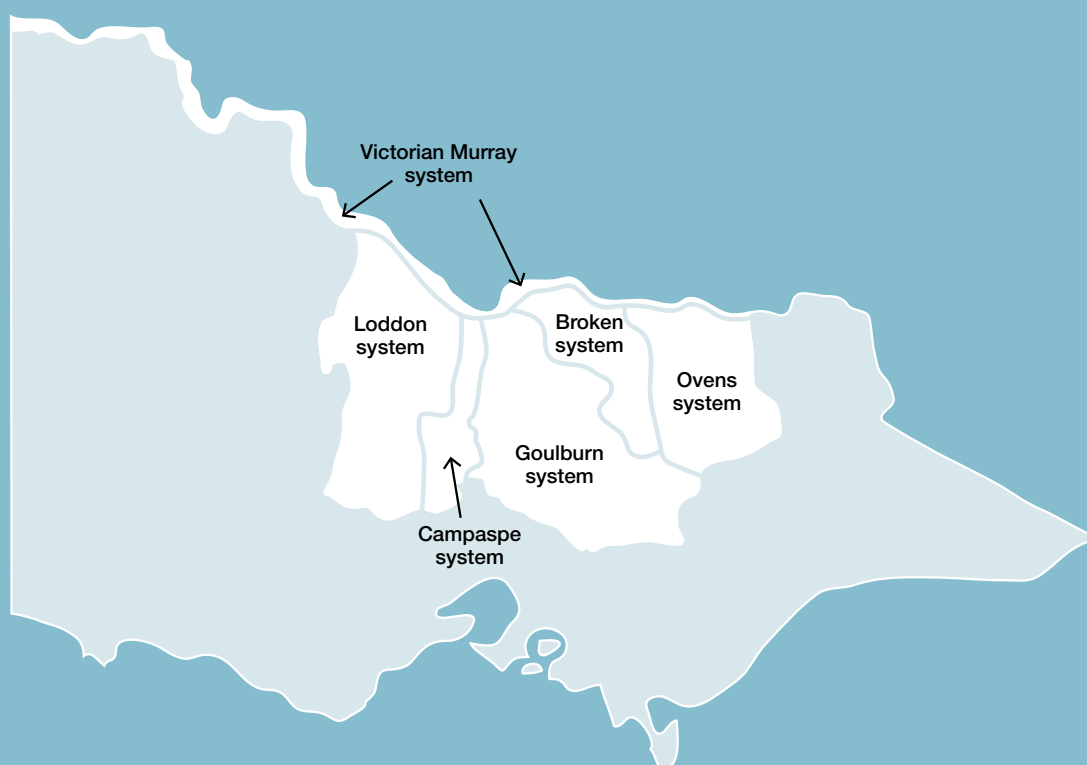 Victorian Murray
system
Loddon
system
Broken
system
Ovens
system
Goulburn
system
Campaspe
system